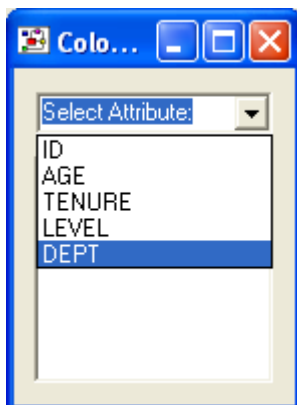 Colo...
Select Attribute:
ID
AGE
TENURE
LEVEL
DEPT